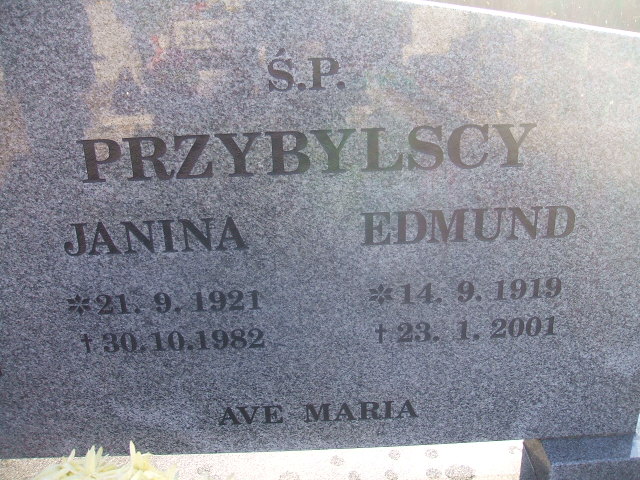 Ś.P.
PRZYBYLSCY
JANINA EDMUND
✻21. 9. 1921 ✻14. 9. 1919
†30.10.1982 †23. 1. 2001
AVE MARIA